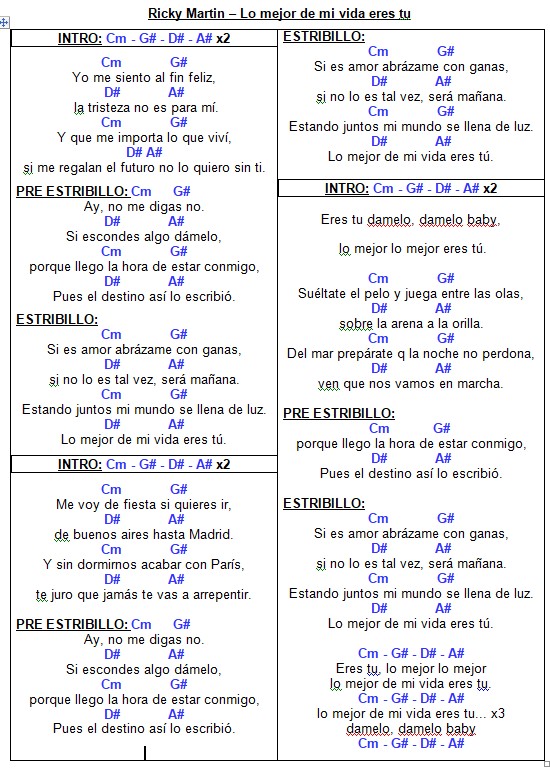 Ricky Martin – Lo mejor de mi vida eres tu
INTRO: Cm - G# - D# - A# x2
Cm G#
Yo me siento al fin feliz,
D# A#
la tristeza no es para mí.
Cm G#
Y que me importa lo que viví,
D# A#
si me regalan el futuro no lo quiero sin ti.
PRE ESTRIBILLO: Cm G#
Ay, no me digas no.
D# A#
Si escondes algo dámelo,
Cm G#
porque llego la hora de estar conmigo,
D# A#
Pues el destino así lo escribió.
ESTRIBILLO:
Cm G#
Si es amor abrázame con ganas,
D# A#
si no lo es tal vez, será mañana.
Cm G#
Estando juntos mi mundo se llena de luz.
D# A#
Lo mejor de mi vida eres tú.
INTRO: Cm - G# - D# - A# x2
Cm G#
Me voy de fiesta si quieres ir,
D# A#
de buenos aires hasta Madrid.
Cm G#
Y sin dormirnos acabar con París,
D# A#
te juro que jamás te vas a arrepentir.
PRE ESTRIBILLO: Cm G#
Ay, no me digas no.
D# A#
Si escondes algo dámelo,
Cm G#
porque llego la hora de estar conmigo,
D# A#
Pues el destino así lo escribió.
ESTRIBILLO:
Cm G#
Si es amor abrázame con ganas,
D# A#
si no lo es tal vez, será mañana.
Cm G#
Estando juntos mi mundo se llena de luz.
D# A#
Lo mejor de mi vida eres tú.
INTRO: Cm - G# - D# - A# x2
Eres tu damelo, damelo baby,
lo mejor lo mejor eres tú.
Cm G#
Suéltate el pelo y juega entre las olas,
D# A#
sobre la arena a la orilla.
Cm G#
Del mar prepárate q la noche no perdona,
D# A#
ven que nos vamos en marcha.
PRE ESTRIBILLO:
Cm G#
porque llego la hora de estar conmigo,
D# A#
Pues el destino así lo escribió.
ESTRIBILLO:
Cm G#
Si es amor abrázame con ganas,
D# A#
si no lo es tal vez, será mañana.
Cm G#
Estando juntos mi mundo se llena de luz.
D# A#
Lo mejor de mi vida eres tú.
Cm - G# - D# - A#
Eres tu, lo mejor lo mejor
lo mejor de mi vida eres tu.
Cm - G# - D# - A#
lo mejor de mi vida eres tu... x3
damelo, damelo baby
Cm - G# - D# - A#